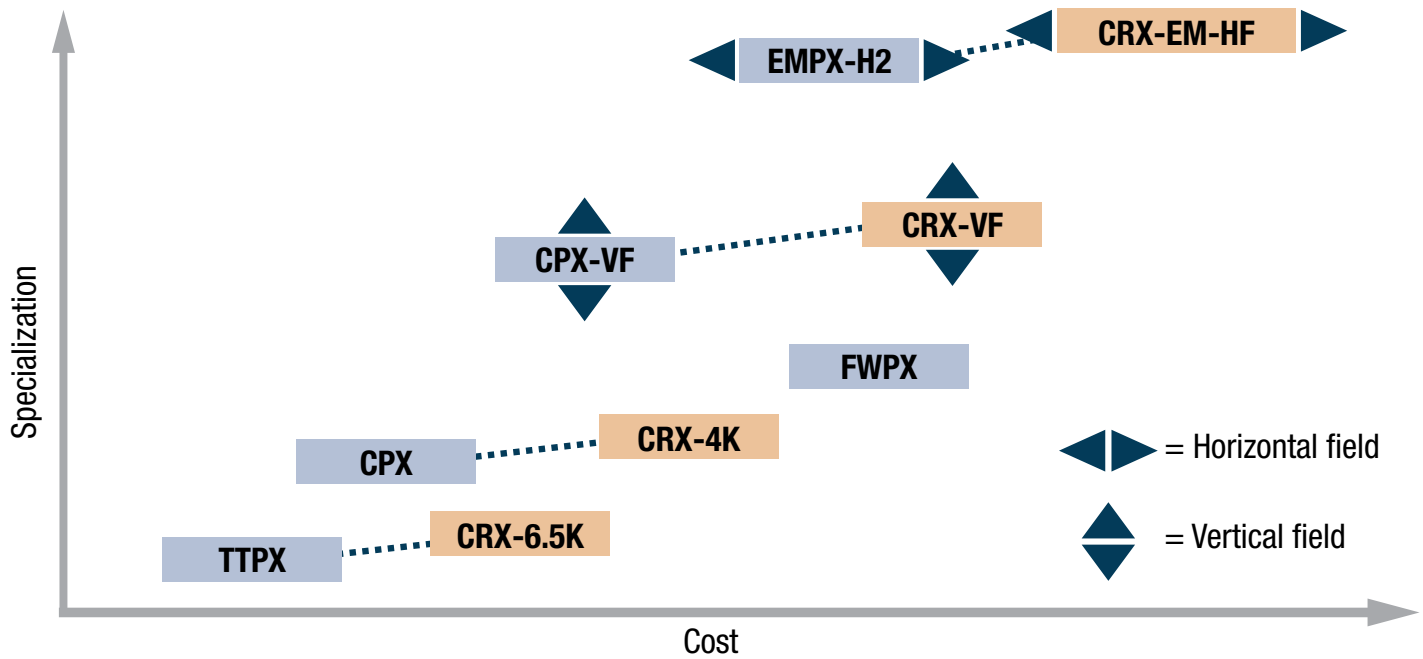 CRX-EM-HF
EMPX-H2
CRX-VF
CPX-VF
FWPX
CRX-4K
CPX
CRX-6.5K
TTPX
= Horizontal field
= Vertical field
Specialization
Cost